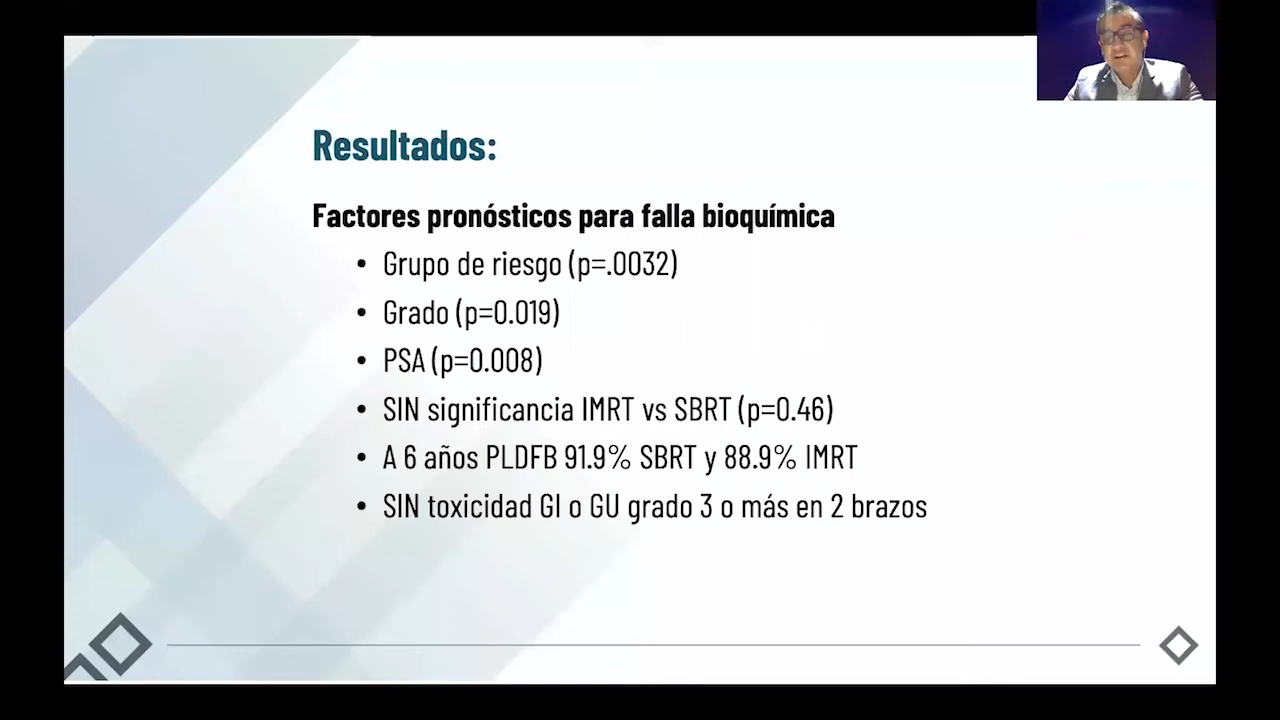 Resultados:
Factores pronósticos para falla bioquímica
• Grupo de riesgo (p=.0032)
• Grado (p=0.019)
• PSA (p=0.008)
• SIN significancia IMRT vs SBRT (p=0.46)
• A 6 años PLDFB 91.9% SBRT y 88.9% IMRT
• SIN toxicidad GI o GU grado 3 o más en 2 brazos